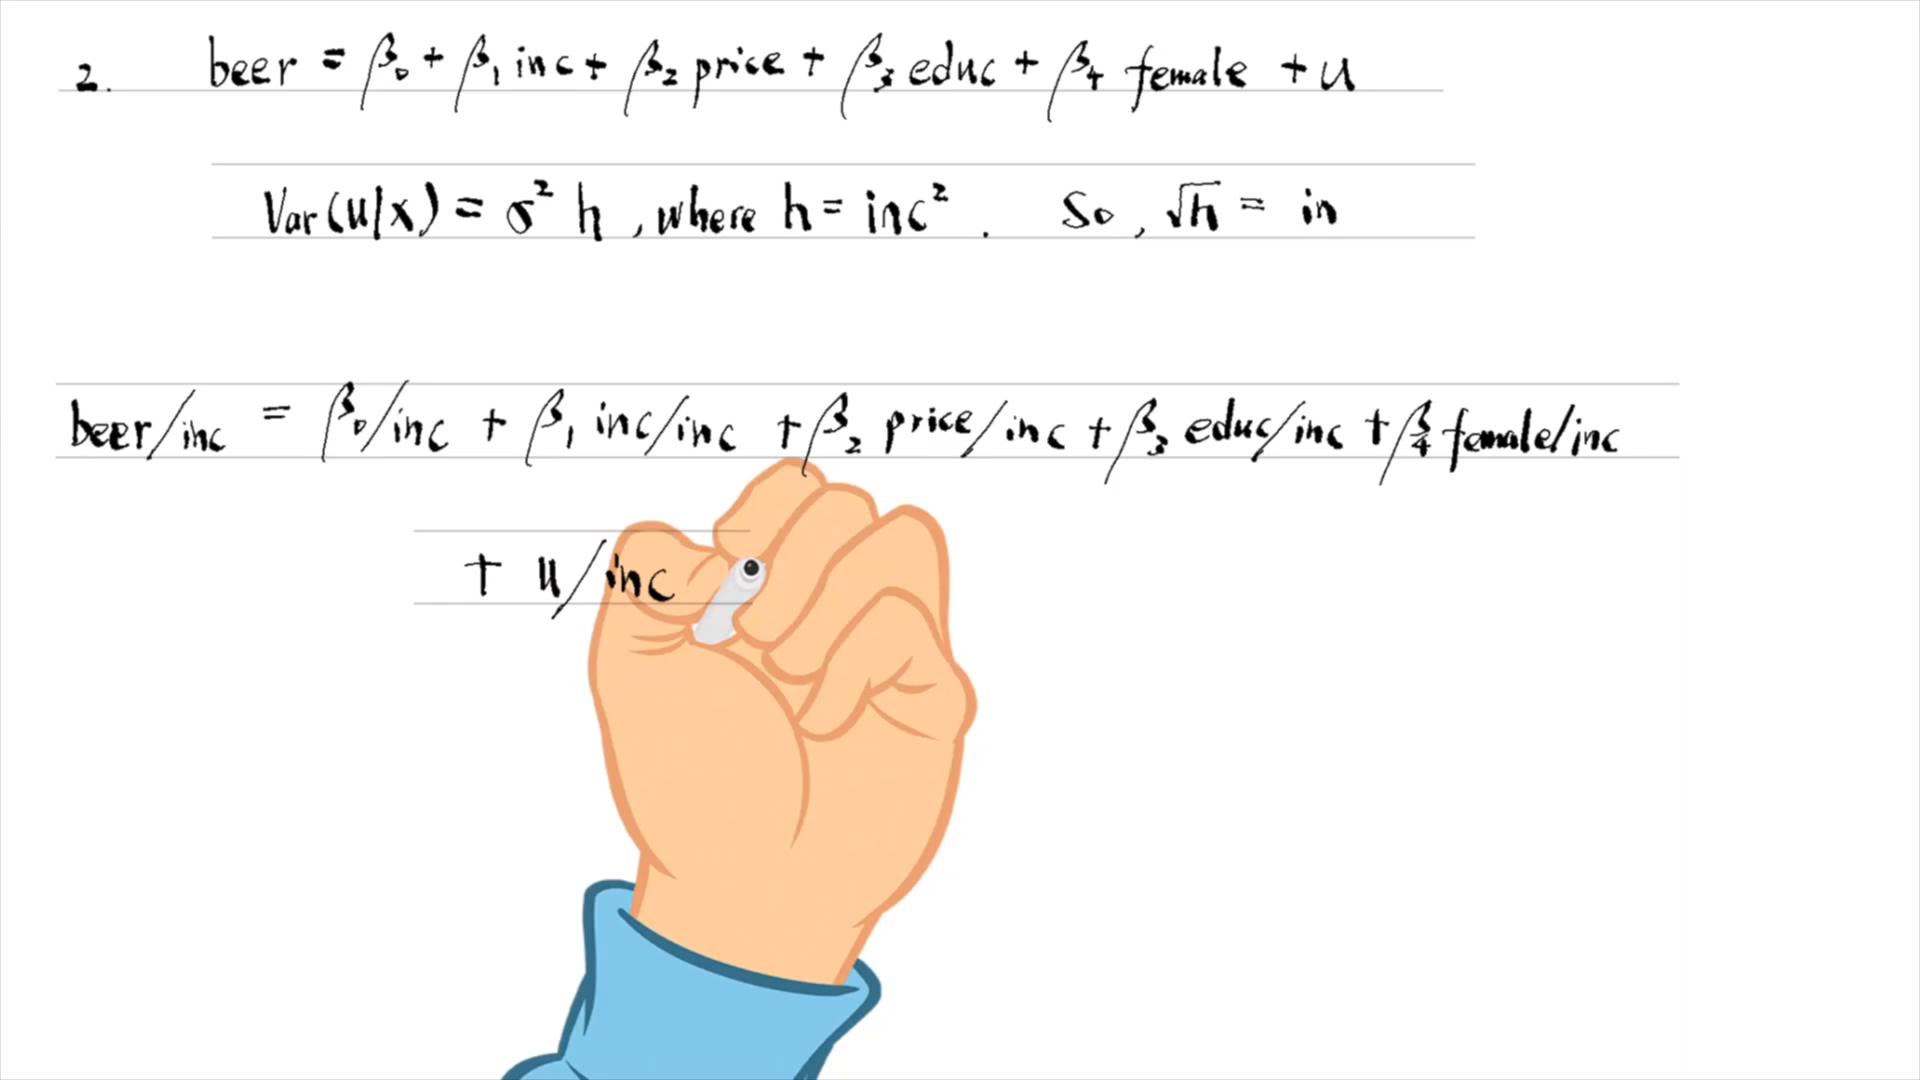 2. beer = β₀ + β₁ inc + β₂ price + β₃ educ + β₄ female + u
Var(u|x) = σ² h , where h = inc² . So, √h = in
beer/inc = β₀/inc + β₁ inc/inc + β₂ price/inc + β₃ educ/inc + β₄ female/inc
+ u/inc